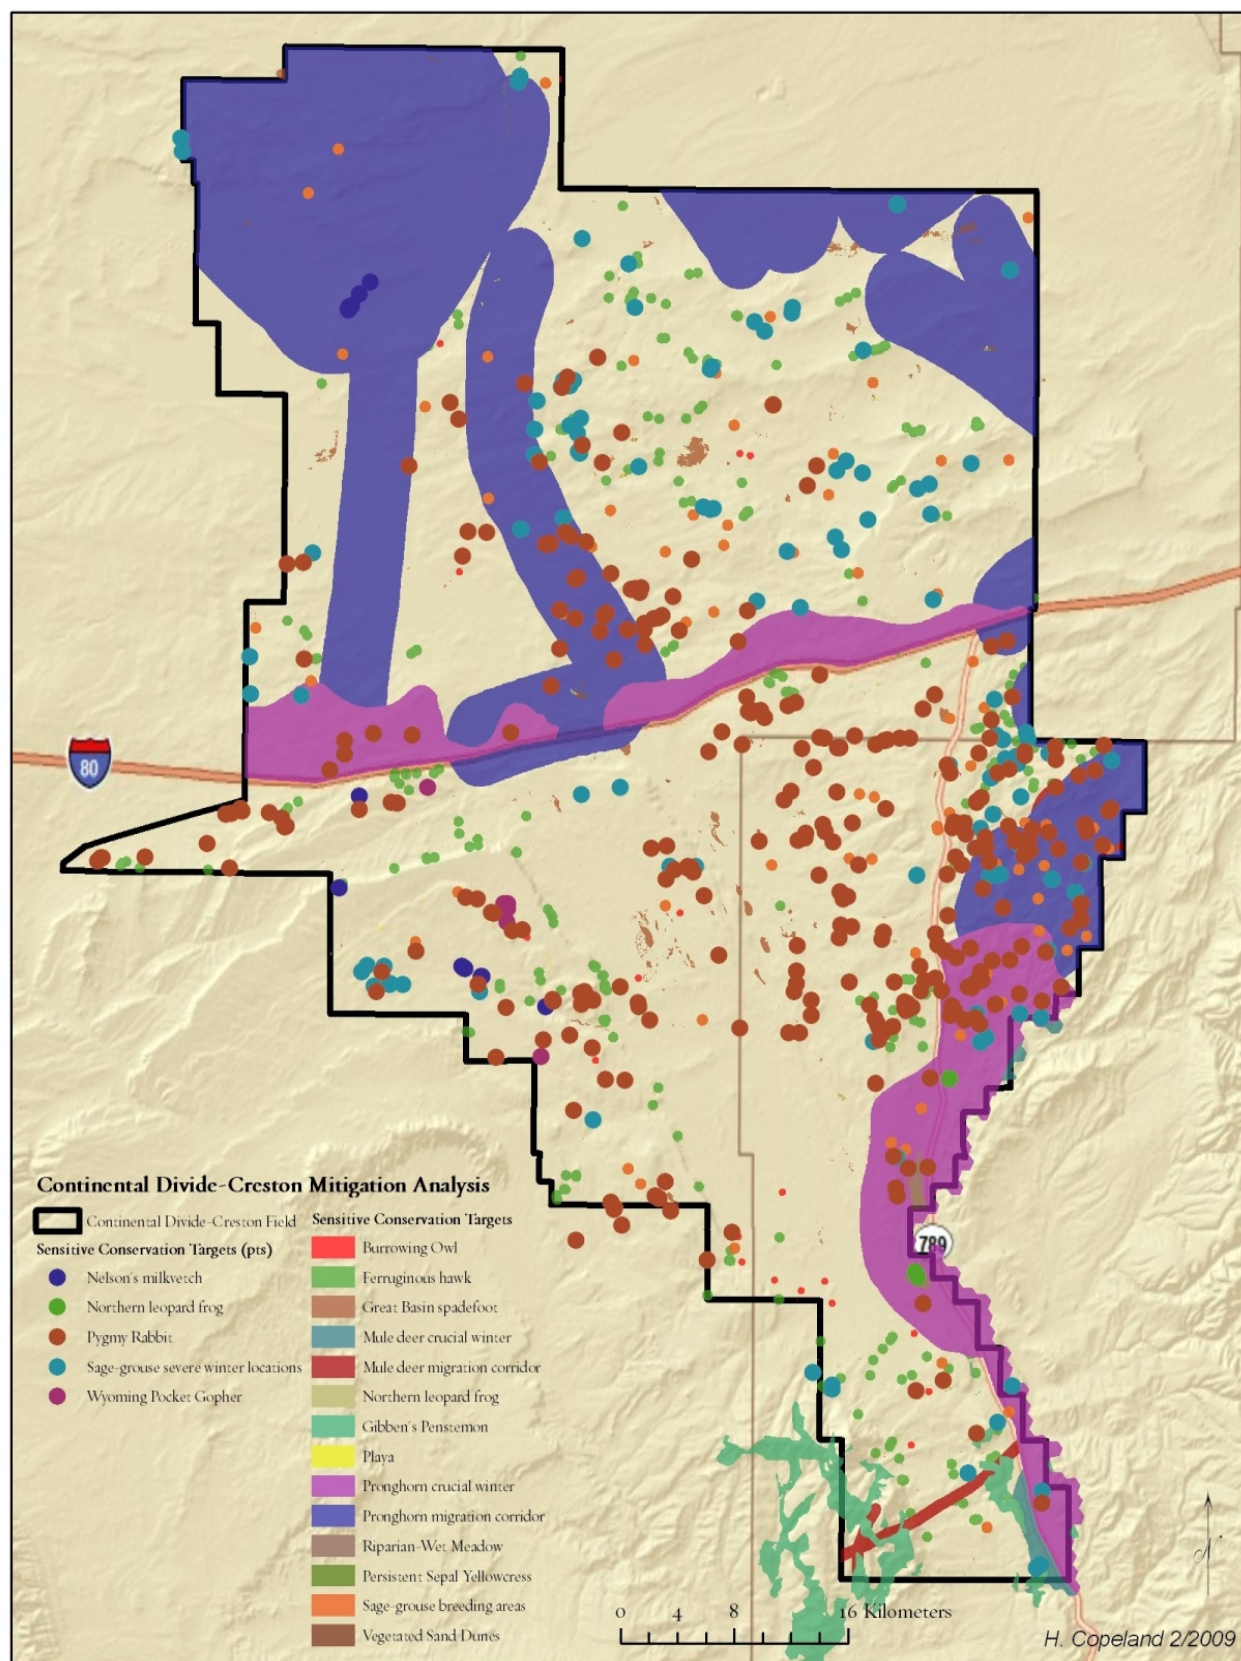 80
789
Continental Divide-Creston Mitigation Analysis
Continental Divide-Creston Field
Sensitive Conservation Targets (pts)
Nelson's milkvetch
Northern leopard frog
Pygmy Rabbit
Sage-grouse severe winter locations
Wyoming Pocket Gopher
Sensitive Conservation Targets
Burrowing Owl
Ferruginous hawk
Great Basin spadefoot
Mule deer crucial winter
Mule deer migration corridor
Northern leopard frog
Gibben's Penstemon
Playa
Pronghorn crucial winter
Pronghorn migration corridor
Riparian-Wet Meadow
Persistent Sepal Yellowcress
Sage-grouse breeding areas
Vegetated Sand Dunes
0 4 8 16 Kilometers
N
H. Copeland 2/2009